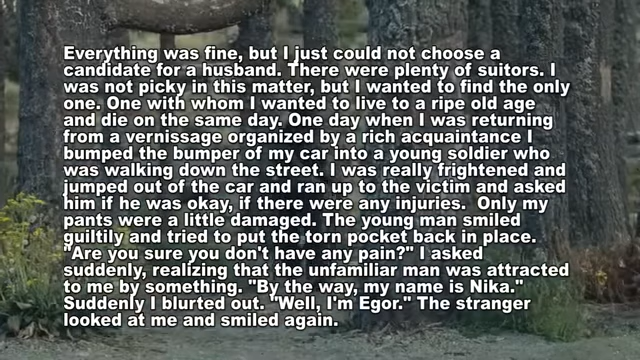 Everything was fine, but I just could not choose a
candidate for a husband. There were plenty of suitors. I
was not picky in this matter, but I wanted to find the only
one. One with whom I wanted to live to a ripe old age
and die on the same day. One day when I was returning
from a vernissage organized by a rich acquaintance I
bumped the bumper of my car into a young soldier who
was walking down the street. I was really frightened and
jumped out of the car and ran up to the victim and asked
him if he was okay, if there were any injuries.  Only my
pants were a little damaged. The young man smiled
guiltily and tried to put the torn pocket back in place.
"Are you sure you don't have any pain?" I asked
suddenly, realizing that the unfamiliar man was attracted
to me by something. "By the way, my name is Nika."
Suddenly I blurted out. "Well, I'm Egor." The stranger
looked at me and smiled again.